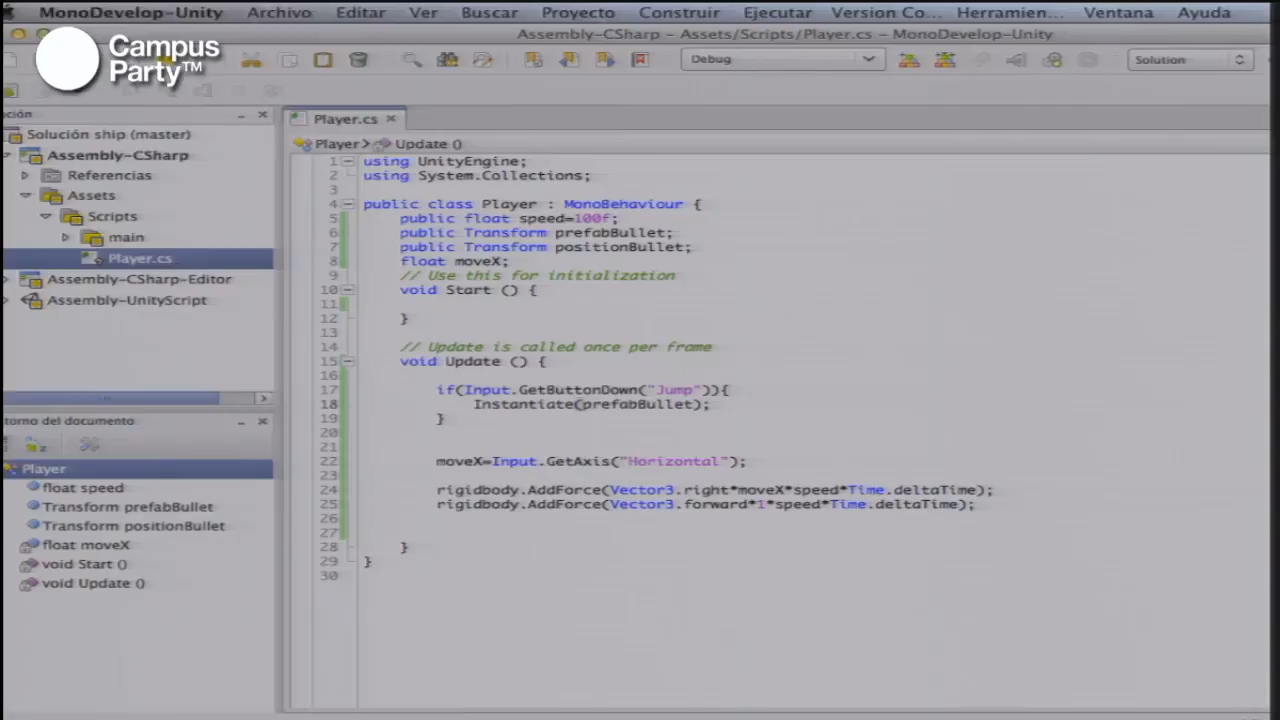 MonoDevelop-Unity Archivo Editar Ver Buscar Proyecto Construir Ejecutar Version Co... Herramien... Ventana Ayuda
Assembly-CSharp – Assets/Scripts/Player.cs – MonoDevelop-Unity
Campus
Party™
Debug
Solution
ción
Player.cs
Solución ship (master)
Player Update ()
Assembly-CSharp
Referencias
Assets
Scripts
main
Player.cs
Assembly-CSharp-Editor
Assembly-UnityScript
torno del documento
Player
float speed
Transform prefabBullet
Transform positionBullet
float moveX
void Start ()
void Update ()
1 using UnityEngine;
2 using System.Collections;
3
4 public class Player : MonoBehaviour {
5 public float speed=100f;
6 public Transform prefabBullet;
7 public Transform positionBullet;
8 float moveX;
9 // Use this for initialization
10 void Start () {
11
12 }
13
14 // Update is called once per frame
15 void Update () {
16
17 if(Input.GetButtonDown("Jump")){
18 Instantiate(prefabBullet);
19 }
20
21
22 moveX=Input.GetAxis("Horizontal");
23
24 rigidbody.AddForce(Vector3.right*moveX*speed*Time.deltaTime);
25 rigidbody.AddForce(Vector3.forward*1*speed*Time.deltaTime);
26
27
28 }
29 }
30